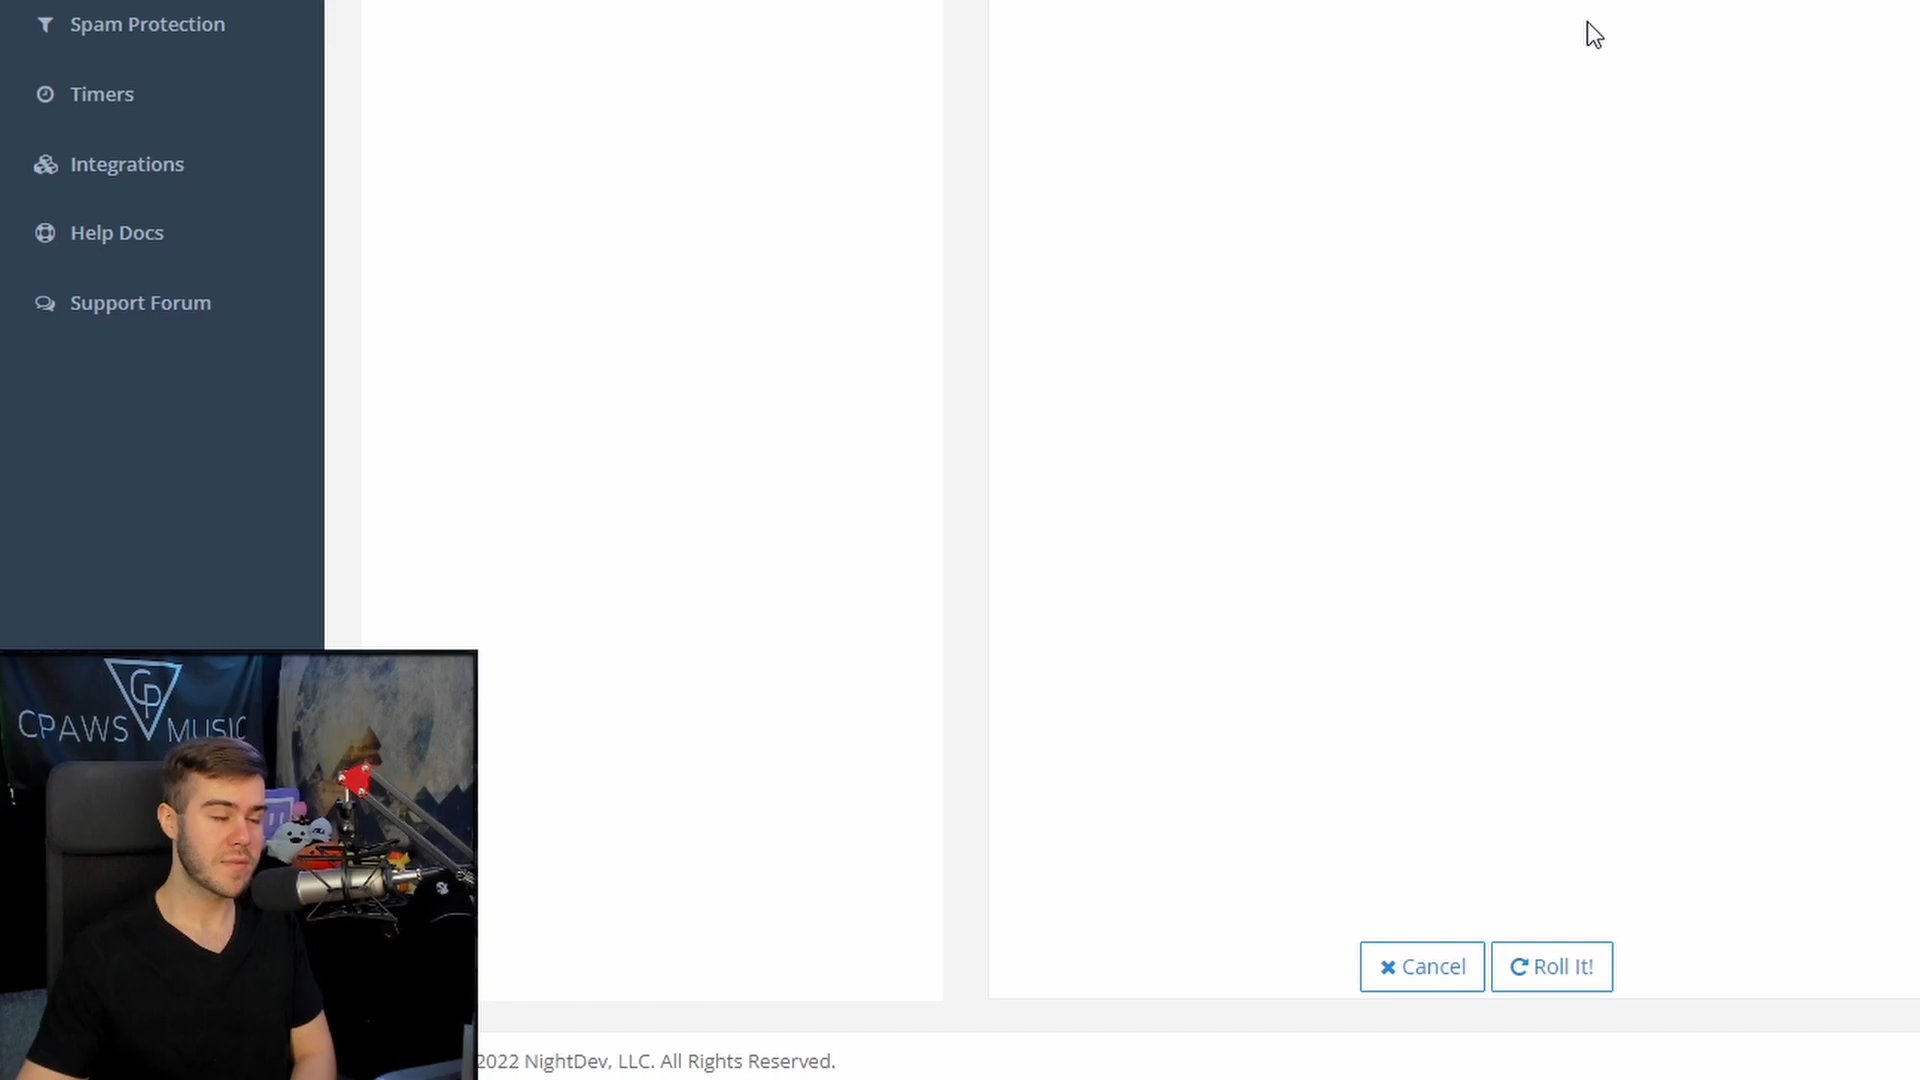 Spam Protection
Timers
Integrations
Help Docs
Support Forum
CP
CPAWS MUSIC
Cancel
Roll It!
2022 NightDev, LLC. All Rights Reserved.